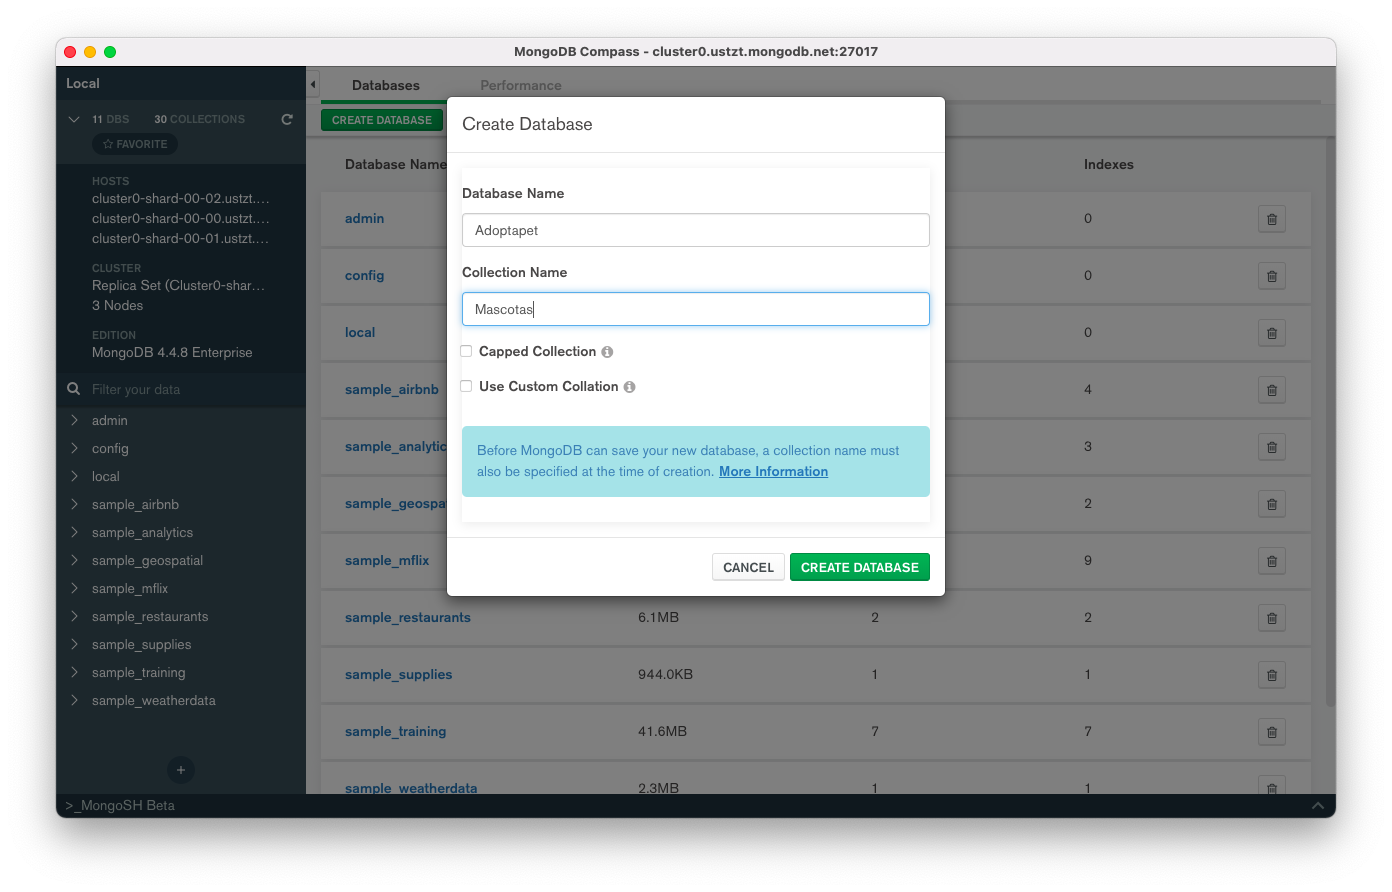 MongoDB Compass - cluster0.ustzt.mongodb.net:27017
Local
11 DBS 30 COLLECTIONS
FAVORITE
HOSTS
cluster0-shard-00-02.ustzt....
cluster0-shard-00-00.ustzt....
cluster0-shard-00-01.ustzt....
CLUSTER
Replica Set (Cluster0-shar...
3 Nodes
EDITION
MongoDB 4.4.8 Enterprise
Filter your data
admin
config
local
sample_airbnb
sample_analytics
sample_geospatial
sample_mflix
sample_restaurants
sample_supplies
sample_training
sample_weatherdata
+
>_MongoSH Beta
Databases Performance
CREATE DATABASE
Database Name Indexes
admin 0
config 0
local 0
sample_airbnb 4
sample_analytic 3
sample_geospa 2
sample_mflix 9
sample_restaurants 6.1MB 2 2
sample_supplies 944.0KB 1 1
sample_training 41.6MB 7 7
sample_weatherdata 2.3MB 1 1
Create Database
Database Name
Adoptapet
Collection Name
Mascotas
Capped Collection
Use Custom Collation
Before MongoDB can save your new database, a collection name must
also be specified at the time of creation. More Information
CANCEL CREATE DATABASE